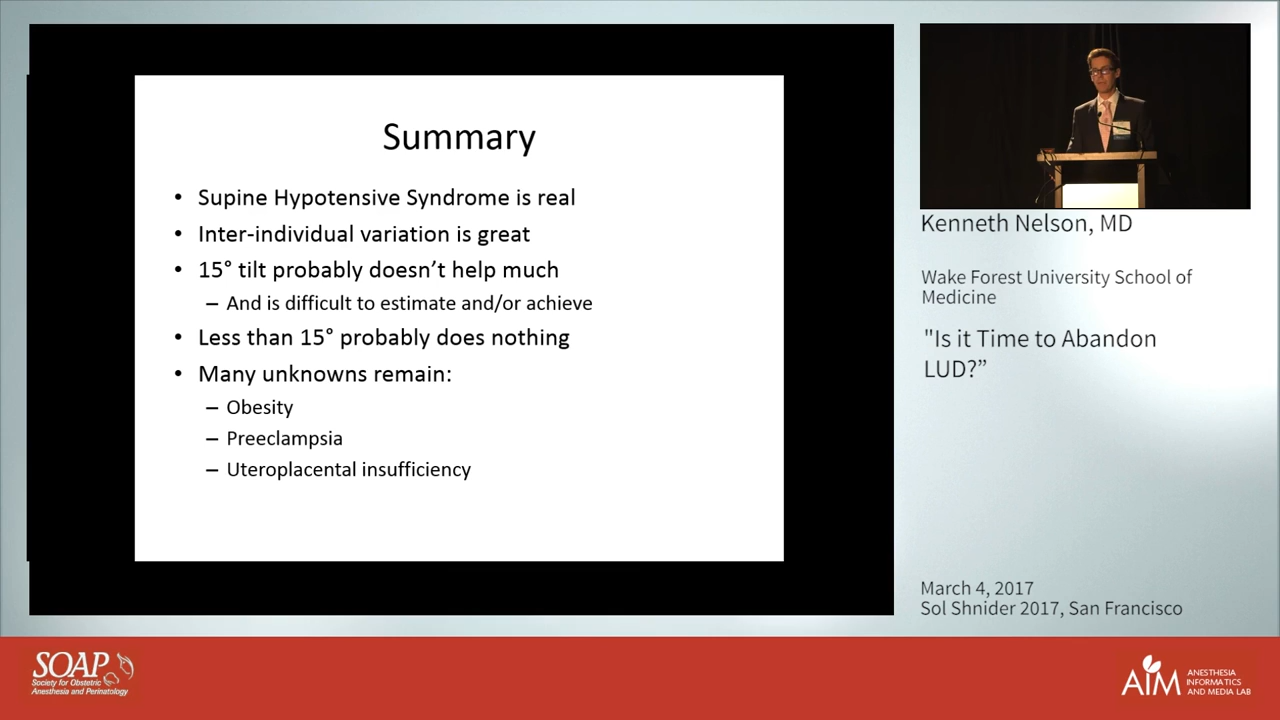 Summary
• Supine Hypotensive Syndrome is real
• Inter-individual variation is great
• 15° tilt probably doesn't help much
– And is difficult to estimate and/or achieve
• Less than 15° probably does nothing
• Many unknowns remain:
– Obesity
– Preeclampsia
– Uteroplacental insufficiency
Kenneth Nelson, MD
Wake Forest University School of
Medicine
"Is it Time to Abandon
LUD?”
March 4, 2017
Sol Shnider 2017, San Francisco
SOAP
Society for Obstetric
Anesthesia and Perinatology
AIM
ANESTHESIA
INFORMATICS
AND MEDIA LAB